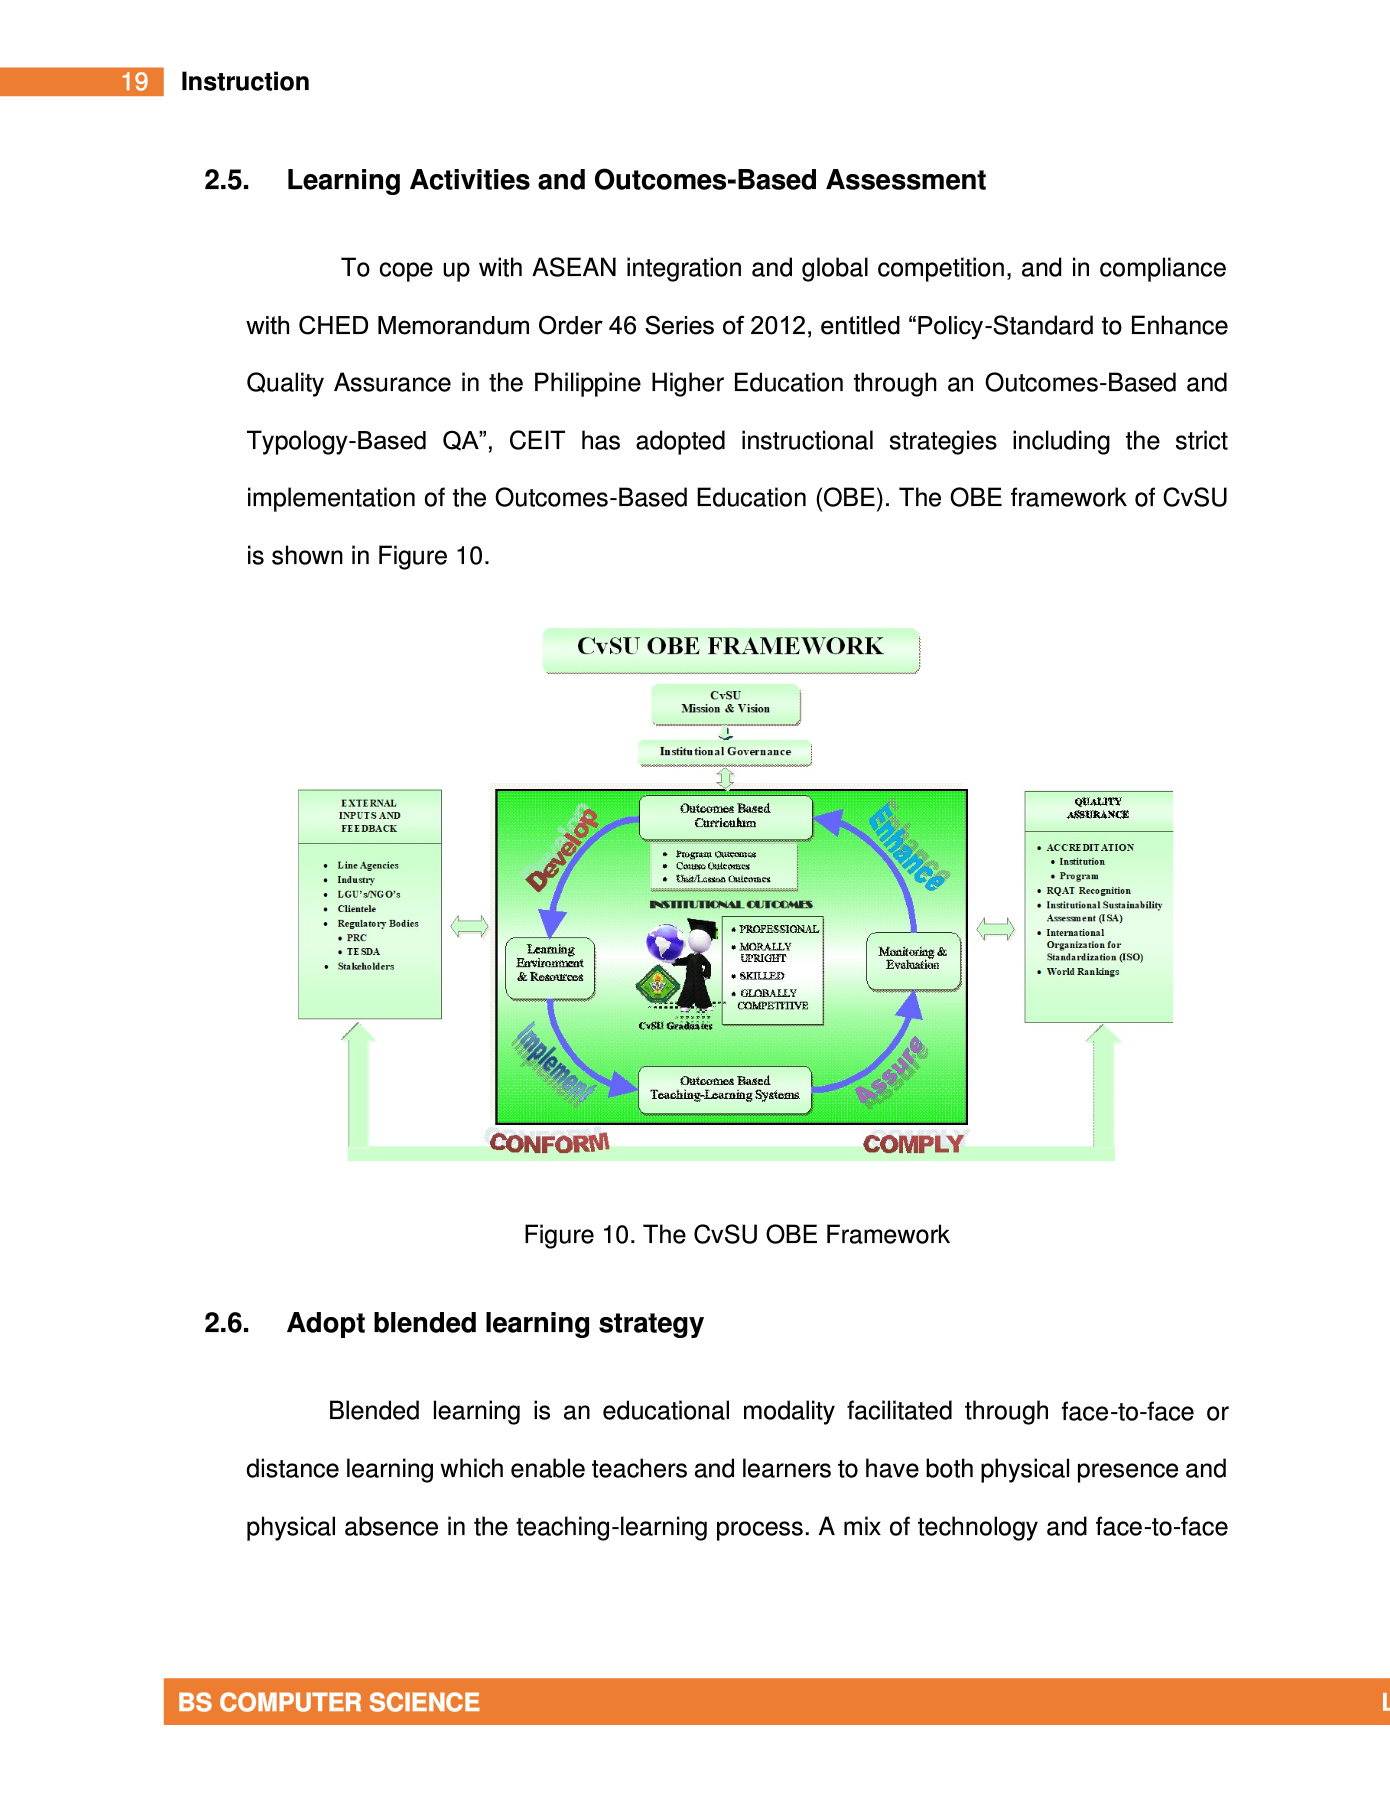 19 Instruction
2.5. Learning Activities and Outcomes-Based Assessment
To cope up with ASEAN integration and global competition, and in compliance
with CHED Memorandum Order 46 Series of 2012, entitled “Policy-Standard to Enhance
Quality Assurance in the Philippine Higher Education through an Outcomes-Based and
Typology-Based QA”, CEIT has adopted instructional strategies including the strict
implementation of the Outcomes-Based Education (OBE). The OBE framework of CvSU
is shown in Figure 10.
CvSU OBE FRAMEWORK
CvSU
Mission & Vision
Institutional Governance
EXTERNAL
INPUTS AND
FEEDBACK
• Line Agencies
• Industry
• LGU's/NGO's
• Clientele
• Regulatory Bodies
• PRC
• TESDA
• Stakeholders
Develop
Outcomes Based
Curriculum
• Program Outcomes
• Course Outcomes
• Unit/Lesson Outcomes
Enhance
INSTITUTIONAL OUTCOMES
• PROFESSIONAL
• MORALLY
UPRIGHT
• SKILLED
• GLOBALLY
COMPETITIVE
CvSU Graduates
Learning
Environment
& Resources
Monitoring &
Evaluation
Implement
Outcomes Based
Teaching-Learning Systems
Assure
QUALITY
ASSURANCE
• ACCREDITATION
• Institution
• Program
• RQAT Recognition
• Institutional Sustainability
Assessment (ISA)
• International
Organization for
Standardization (ISO)
• World Rankings
CONFORM
COMPLY
Figure 10. The CvSU OBE Framework
2.6. Adopt blended learning strategy
Blended learning is an educational modality facilitated through face-to-face or
distance learning which enable teachers and learners to have both physical presence and
physical absence in the teaching-learning process. A mix of technology and face-to-face
BS COMPUTER SCIENCE